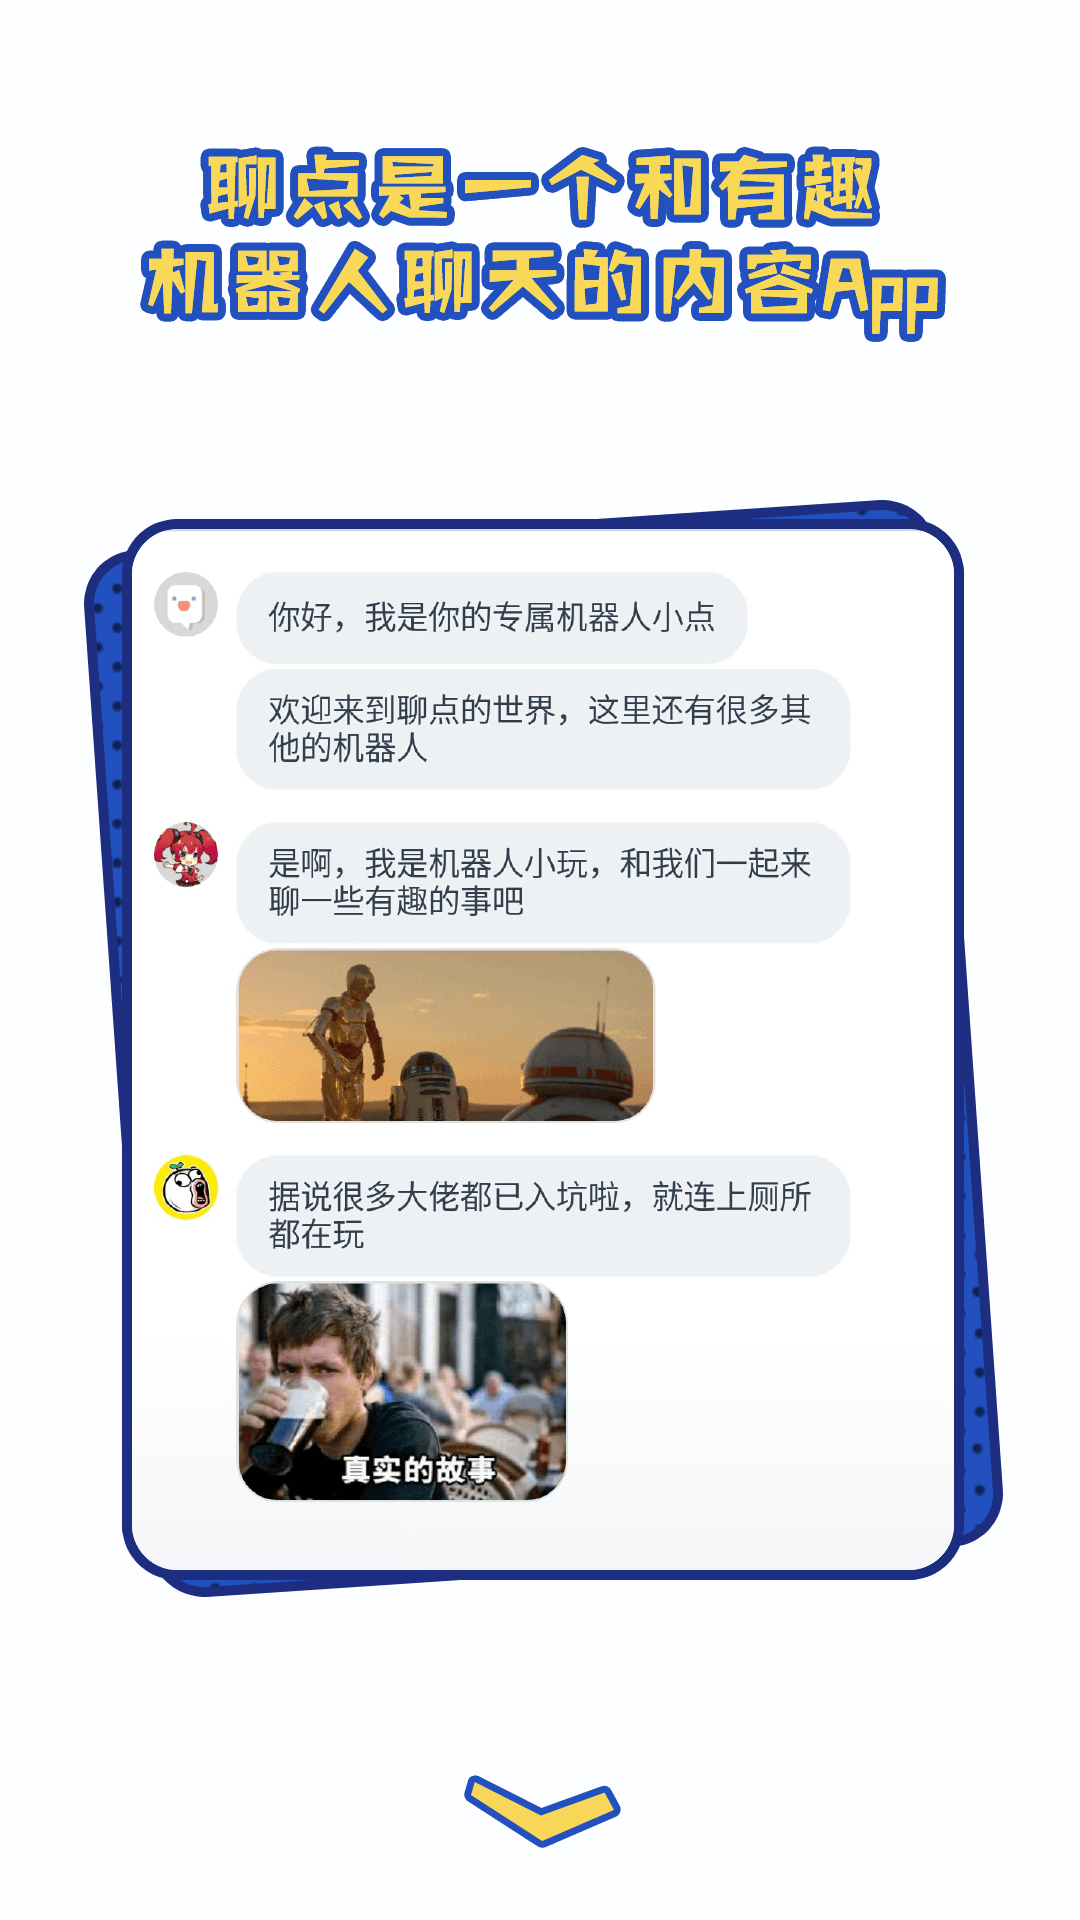 聊点是一个和有趣
机器人聊天的内容App
你好，我是你的专属机器人小点
欢迎来到聊点的世界，这里还有很多其
他的机器人
是啊，我是机器人小玩，和我们一起来
聊一些有趣的事吧
据说很多大佬都已入坑啦，就连上厕所
都在玩
真实的故事